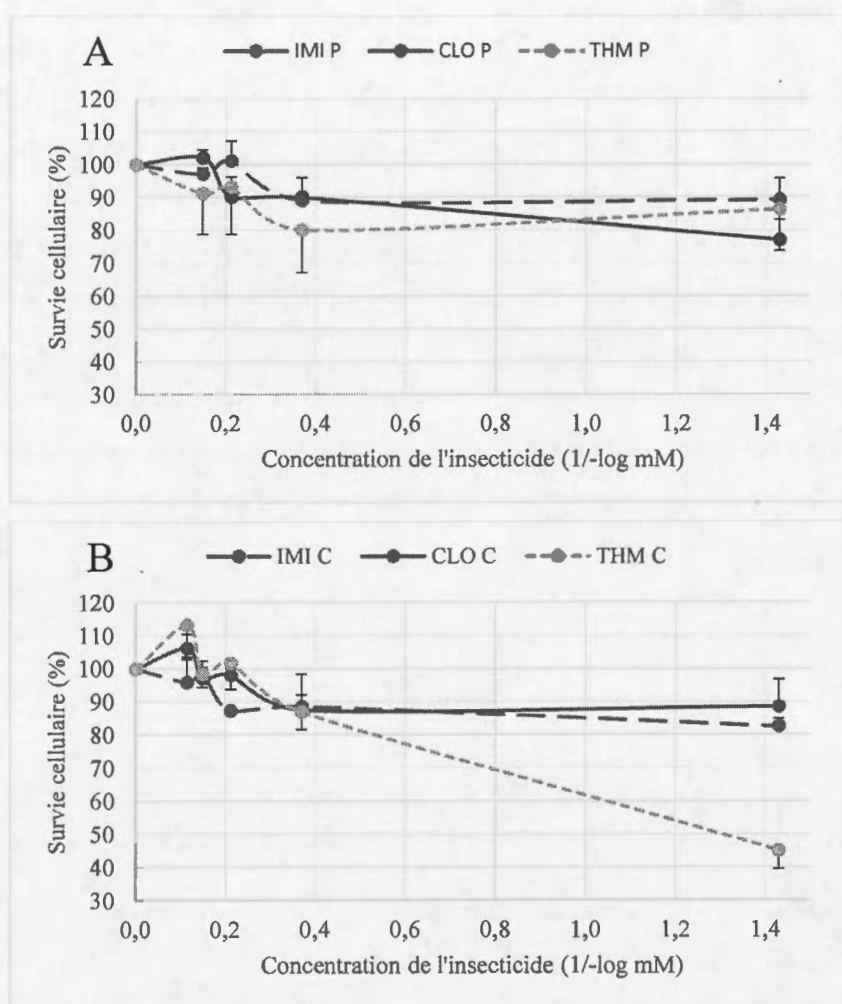 A
IMI P CLO P THM P
120
110
100
90
80
70
60
50
40
30
Survie cellulaire (%)
0,0 0,2 0,4 0,6 0,8 1,0 1,2 1,4
Concentration de l'insecticide (1/-log mM)
B
IMI C CLO C THM C
120
110
100
90
80
70
60
50
40
30
Survie cellulaire (%)
0,0 0,2 0,4 0,6 0,8 1,0 1,2 1,4
Concentration de l'insecticide (1/-log mM)